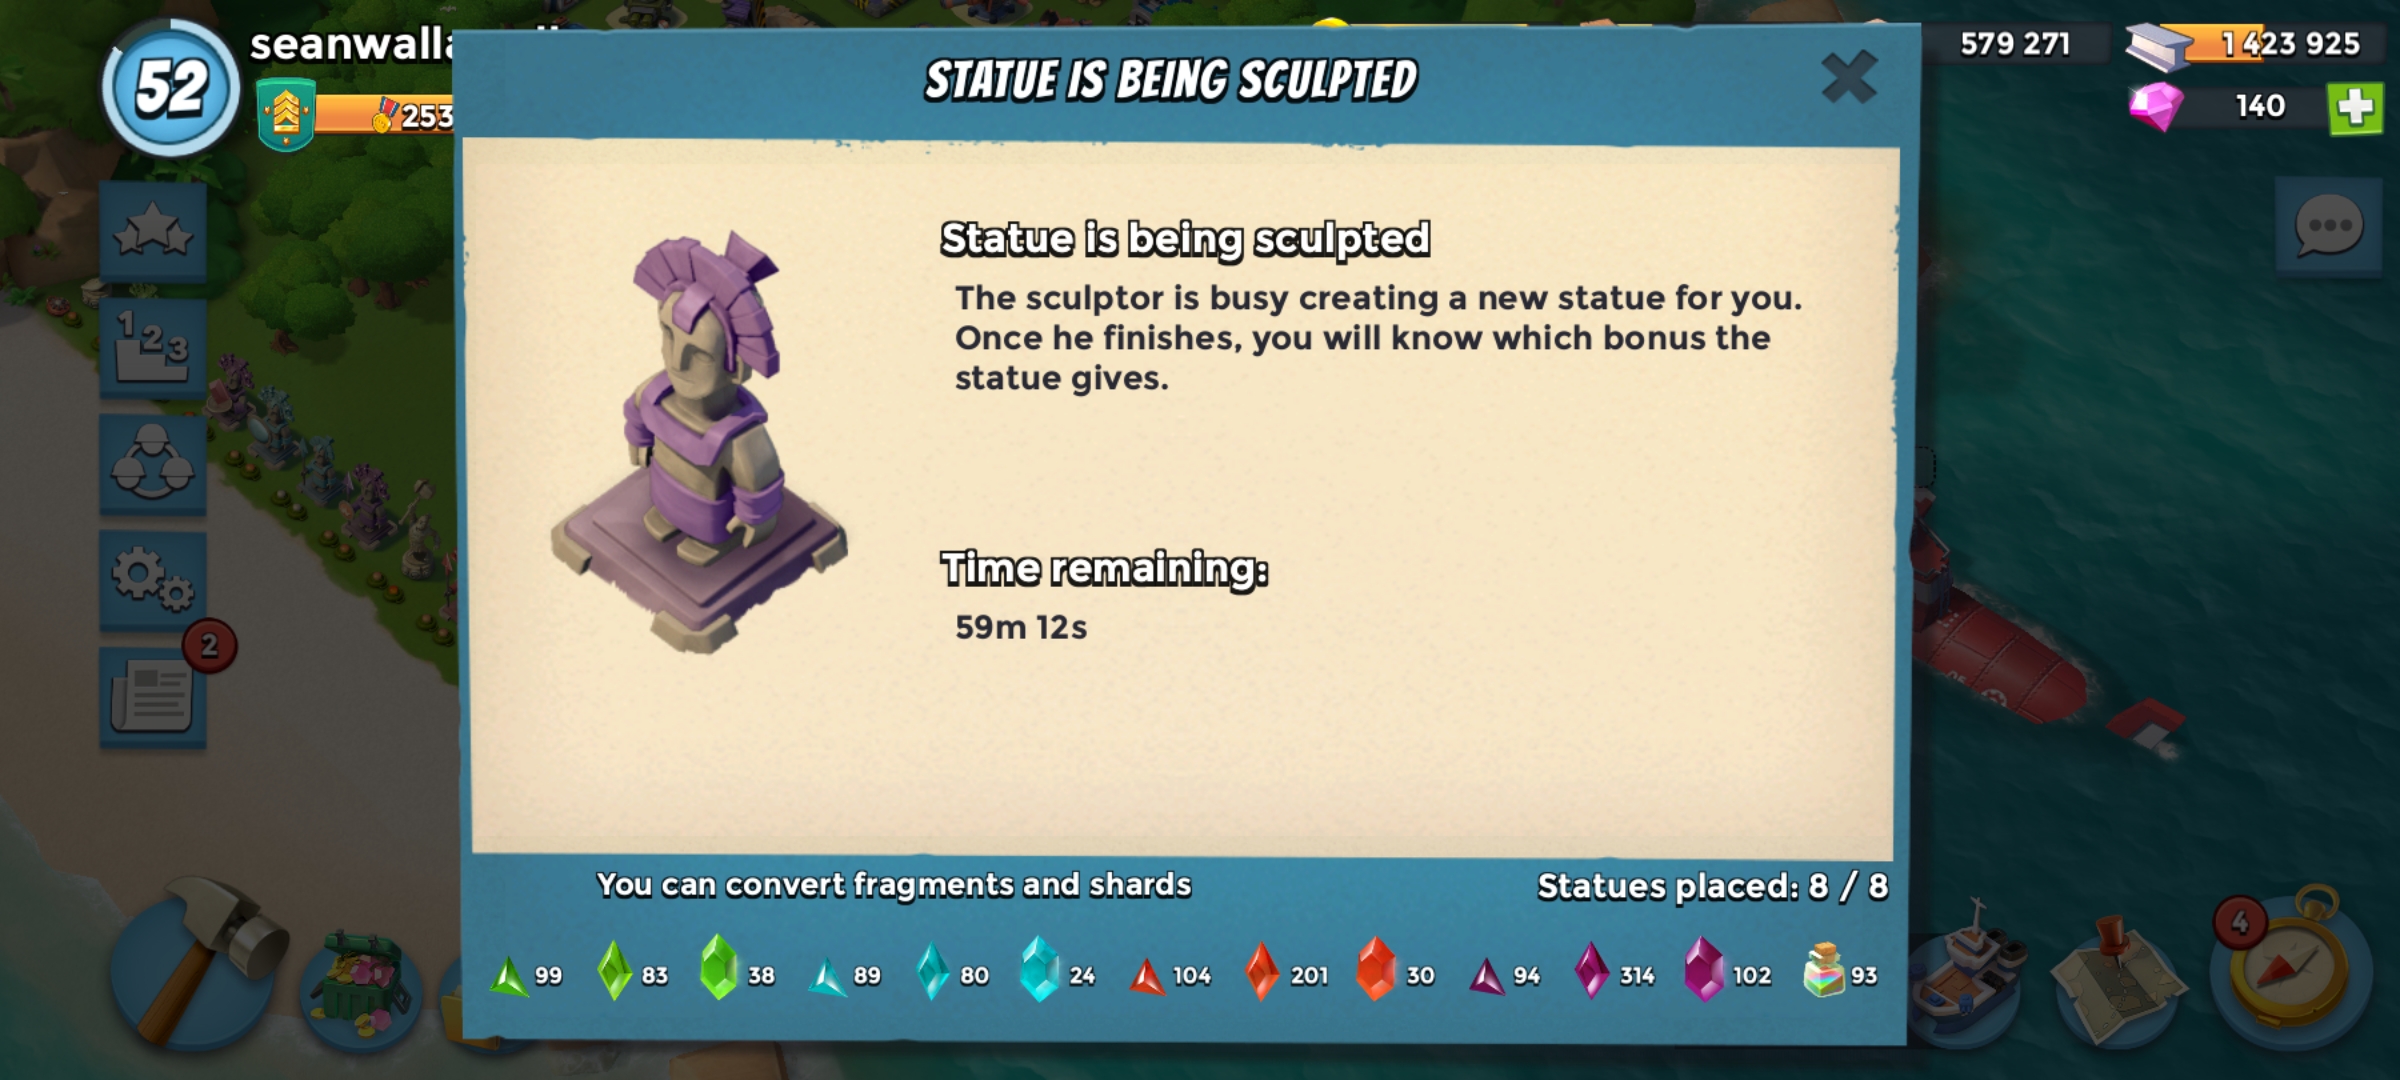 52
253
579 271
1 423 925
140
STATUE IS BEING SCULPTED
Statue is being sculpted
The sculptor is busy creating a new statue for you.
Once he finishes, you will know which bonus the
statue gives.
Time remaining:
59m 12s
1 2 3
2
You can convert fragments and shards
Statues placed: 8 / 8
99 83 38 89 80 24 104 201 30 94 314 102 93
4